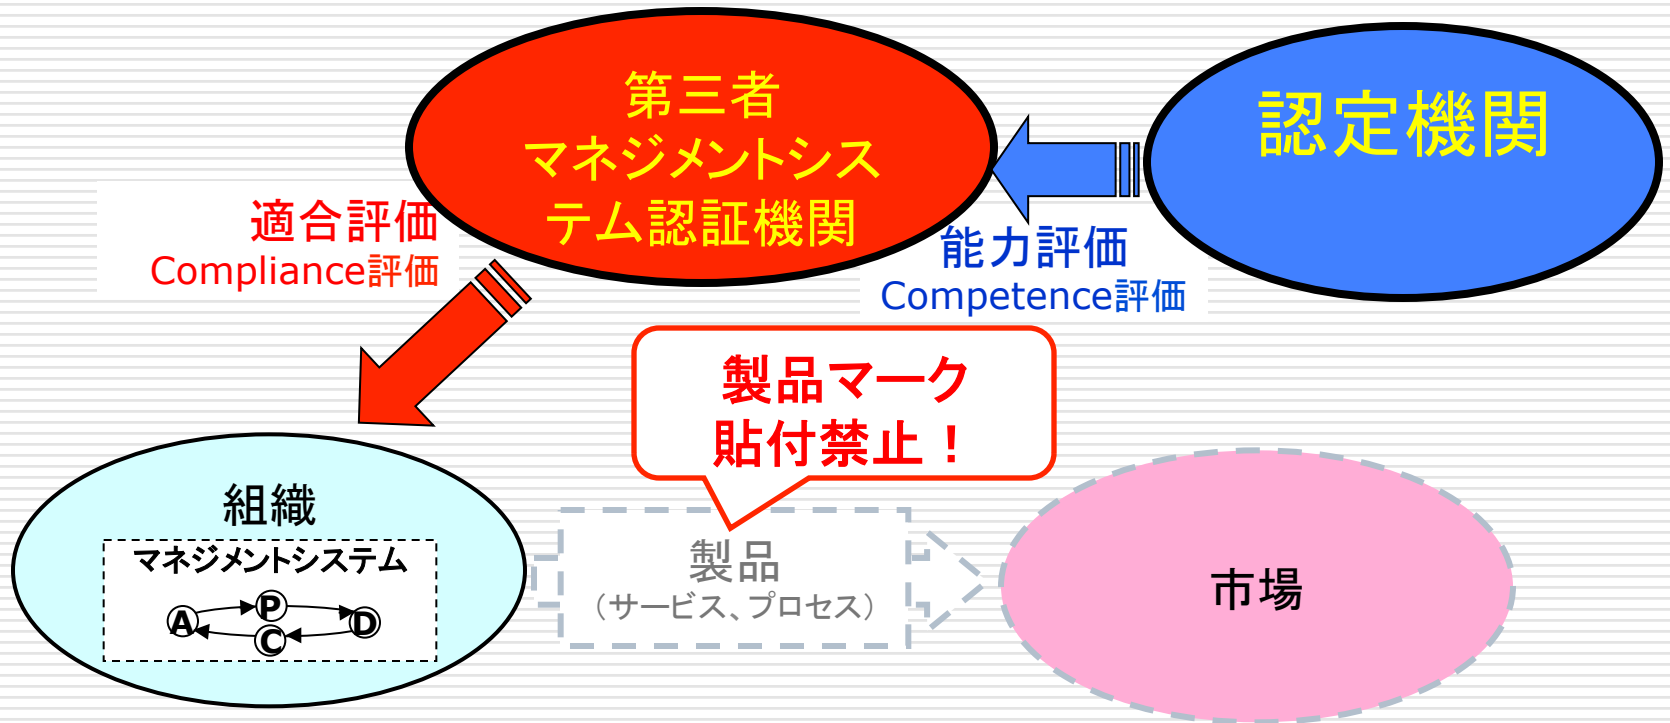 第三者
マネジメントシス
テム認証機関
認定機関
適合評価
Compliance評価
能力評価
Competence評価
製品マーク
貼付禁止！
組織
マネジメントシステム
P
A
D
C
製品
（サービス、プロセス）
市場